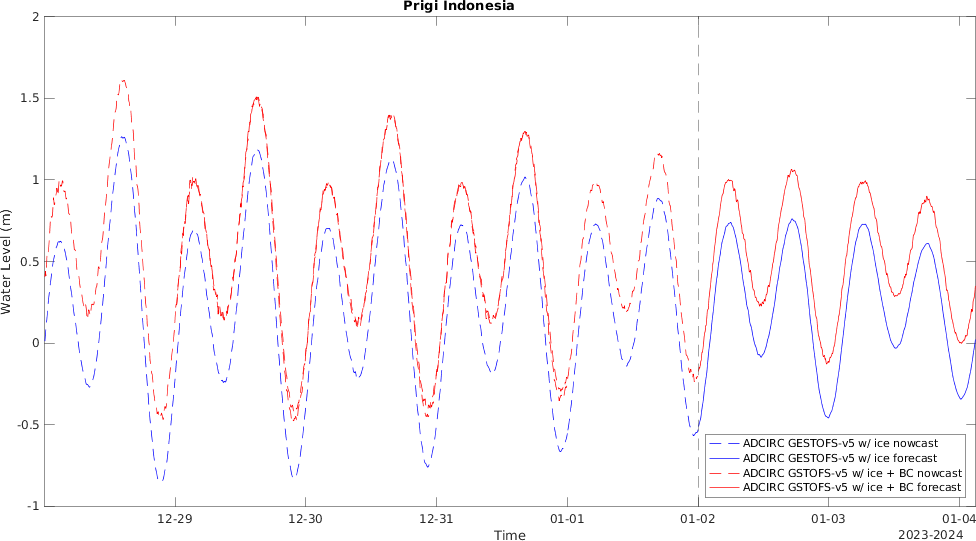 Prigi Indonesia
2
1.5
1
0.5
0
-0.5
-1
Water Level (m)
ADCIRC GESTOFS-v5 w/ ice nowcast
ADCIRC GESTOFS-v5 w/ ice forecast
ADCIRC GSTOFS-v5 w/ ice + BC nowcast
ADCIRC GSTOFS-v5 w/ ice + BC forecast
12-29 12-30 12-31 01-01 01-02 01-03 01-04
Time
2023-2024